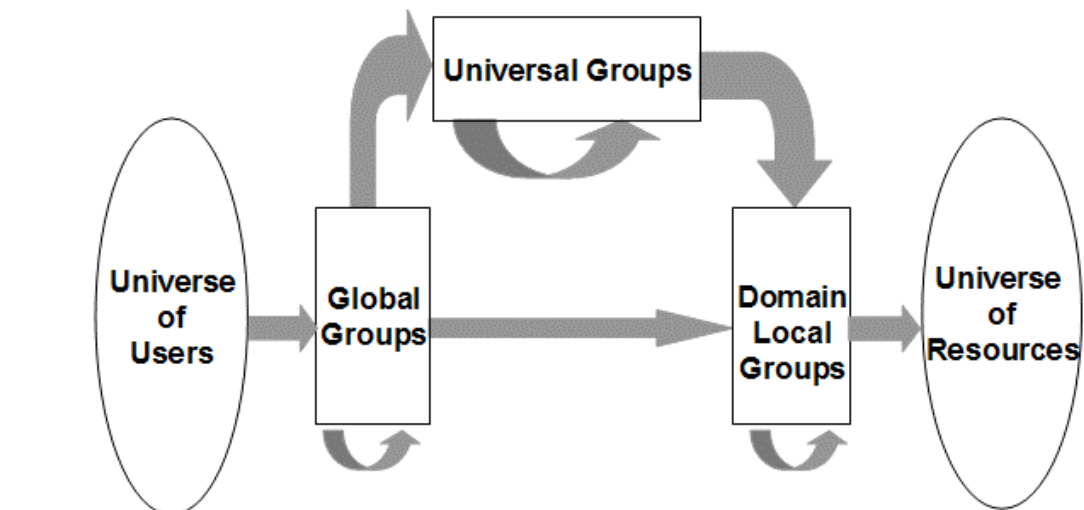 Universal Groups
Universe
of
Users
Global
Groups
Domain
Local
Groups
Universe
of
Resources